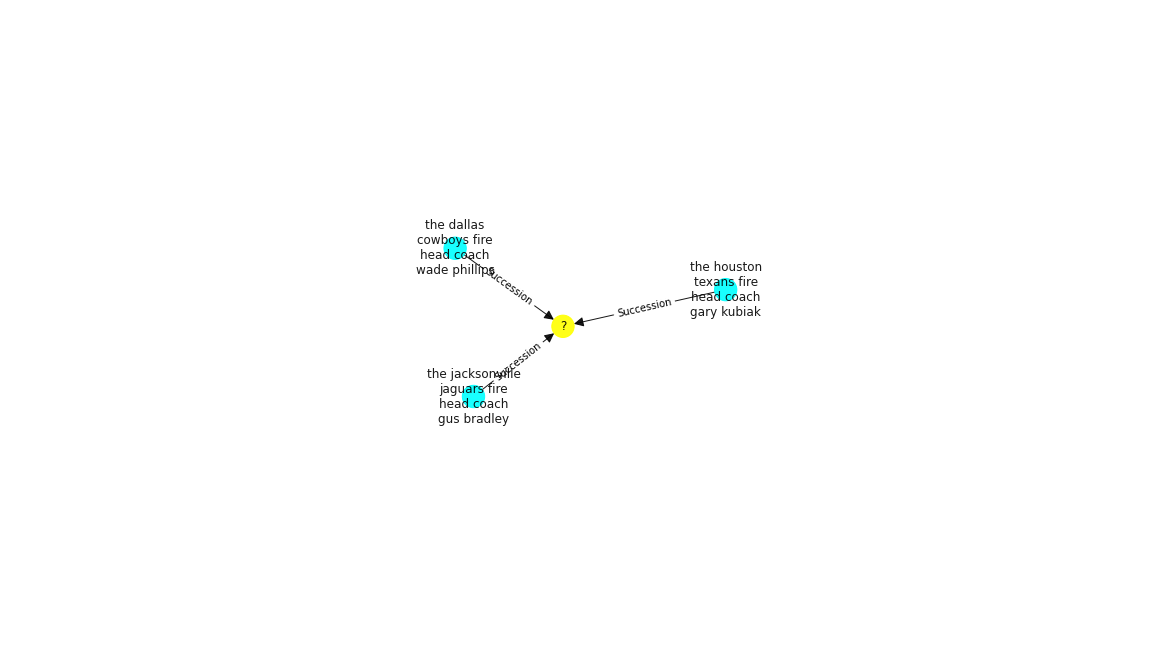 the dallas
cowboys fire
head coach
wade phillips
Succession
the houston
texans fire
head coach
gary kubiak
Succession
?
Succession
the jacksonville
jaguars fire
head coach
gus bradley